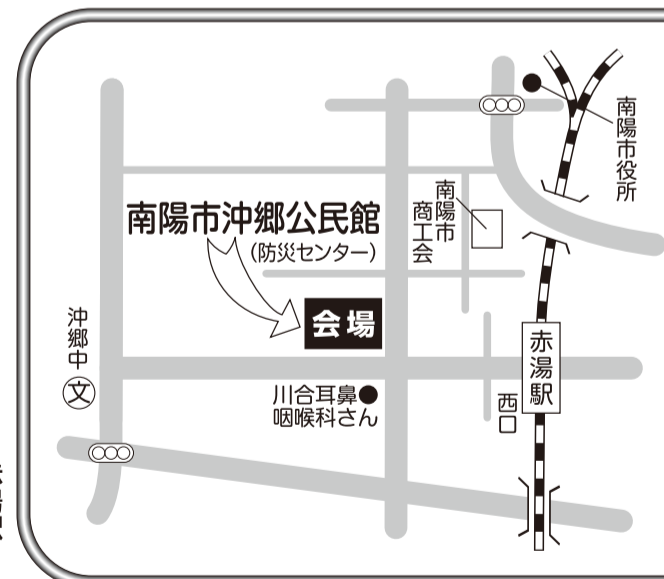 南陽市役所
南陽市
商工会
南陽市沖郷公民館
(防災センター)
会場
赤湯駅
西口
川合耳鼻
咽喉科さん
沖郷中
文